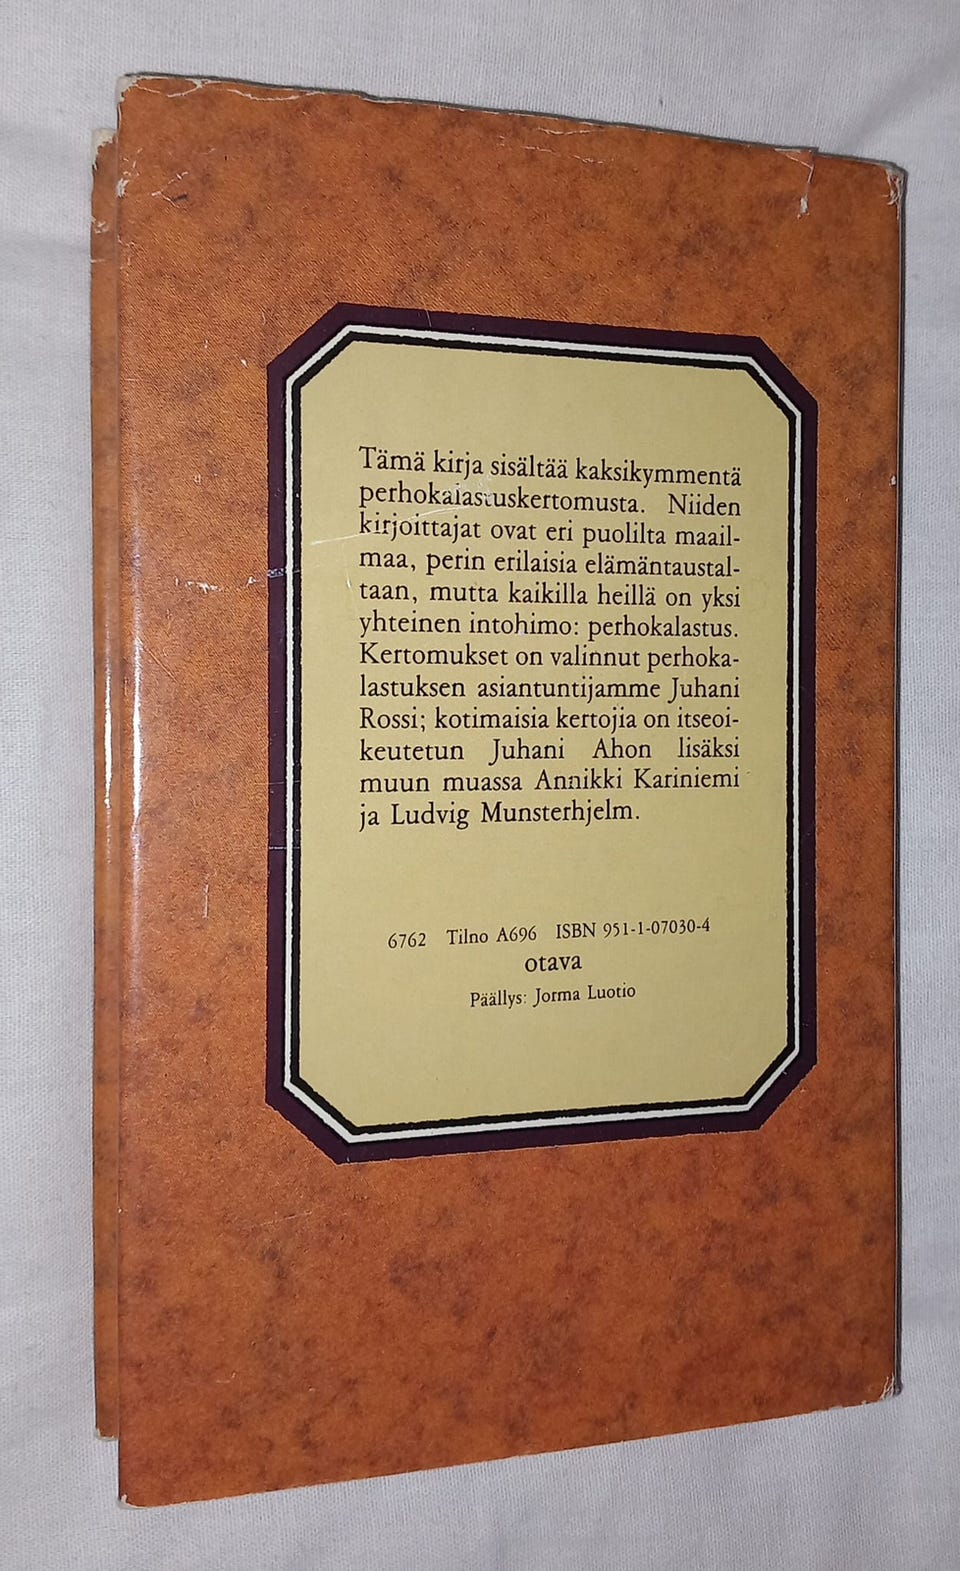 Tämä kirja sisältää kaksikymmentä
perhokalastuskertomusta. Niiden
kirjoittajat ovat eri puolilta maail-
maa, perin erilaisia elämäntaustal-
taan, mutta kaikilla heillä on yksi
yhteinen intohimo: perhokalastus.
Kertomukset on valinnut perhoka-
lastuksen asiantuntijamme Juhani
Rossi; kotimaisia kertojia on itseoi-
keutetun Juhani Ahon lisäksi
muun muassa Annikki Kariniemi
ja Ludvig Munsterhjelm.
6762 Tilno A696 ISBN 951-1-07030-4
otava
Päällys: Jorma Luotio